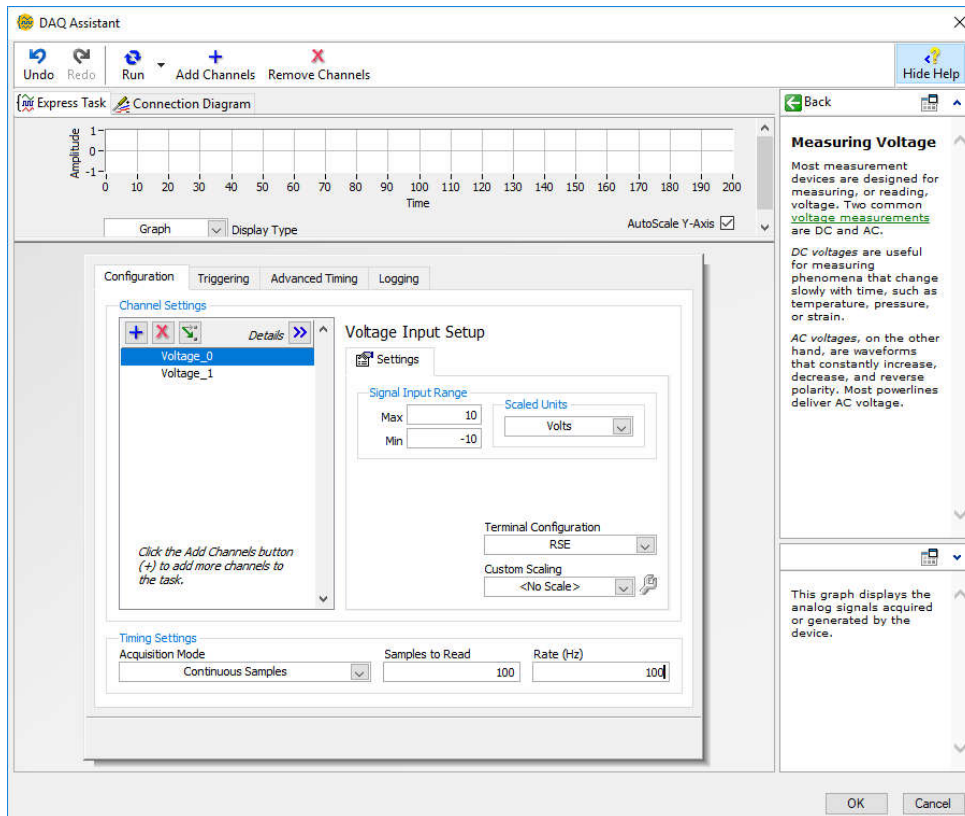 DAQ Assistant
Undo Redo Run Add Channels Remove Channels Hide Help
Express Task Connection Diagram
Amplitude
1
0
-1
0 10 20 30 40 50 60 70 80 90 100 110 120 130 140 150 160 170 180 190 200
Time
Graph Display Type AutoScale Y-Axis
Configuration Triggering Advanced Timing Logging
Channel Settings
Details
Voltage_0
Voltage_1
Click the Add Channels button
(+) to add more channels to
the task.
Voltage Input Setup
Settings
Signal Input Range
Max 10
Min -10
Scaled Units
Volts
Terminal Configuration
RSE
Custom Scaling
<No Scale>
Timing Settings
Acquisition Mode Samples to Read Rate (Hz)
Continuous Samples 100 100
Back
Measuring Voltage
Most measurement
devices are designed for
measuring, or reading,
voltage. Two common
voltage measurements
are DC and AC.
DC voltages are useful
for measuring
phenomena that change
slowly with time, such as
temperature, pressure,
or strain.
AC voltages, on the other
hand, are waveforms
that constantly increase,
decrease, and reverse
polarity. Most powerlines
deliver AC voltage.
This graph displays the
analog signals acquired
or generated by the
device.
OK Cancel